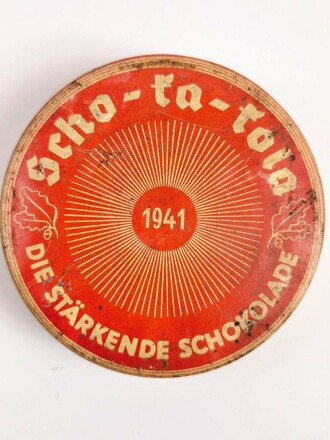 Scho-ka-kola
1941
DIE STÄRKENDE SCHOKOLADE